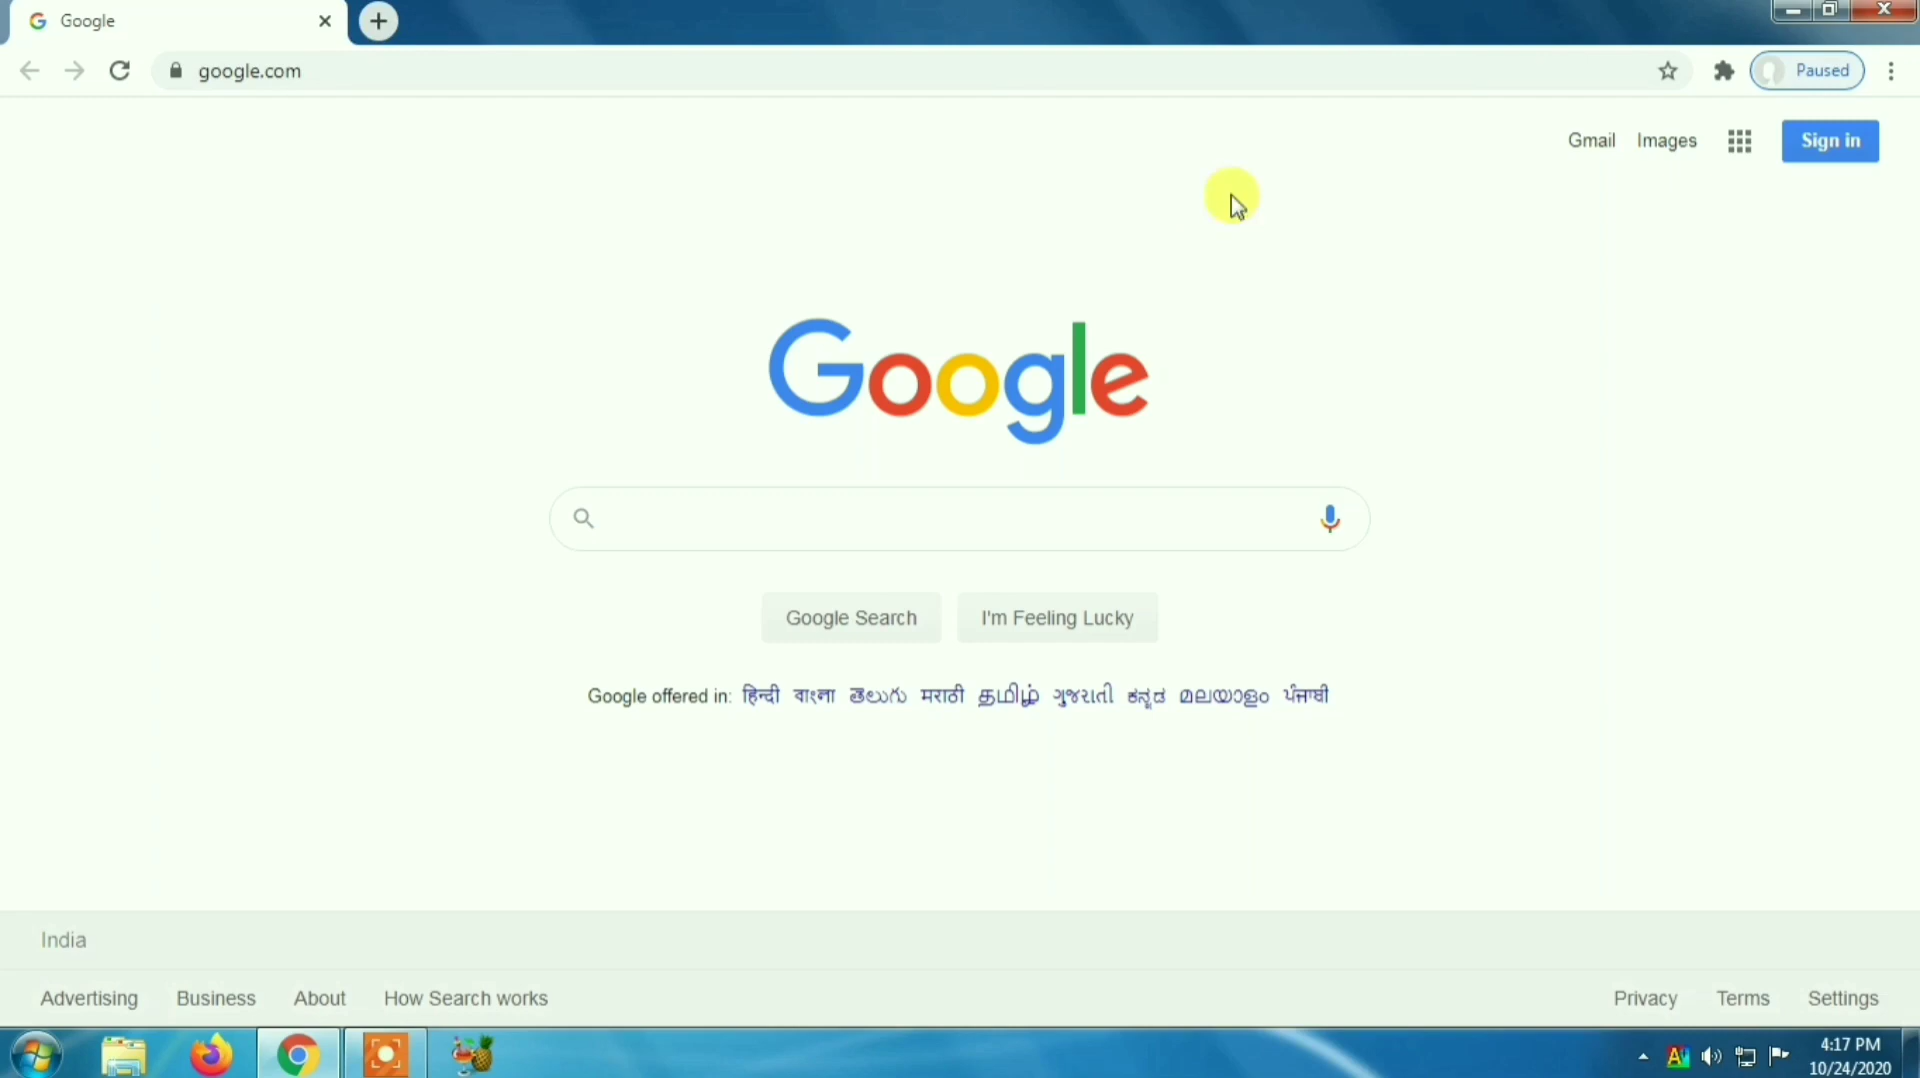 Google
google.com
Paused
Gmail Images Sign in
Google
Google Search I'm Feeling Lucky
Google offered in: हिन्दी বাংলা తెలుగు मराठी தமிழ் ગુજરાતી ಕನ್ನಡ മലയാളം ਪੰਜਾਬੀ
India
Advertising Business About How Search works Privacy Terms Settings
4:17 PM
10/24/2020